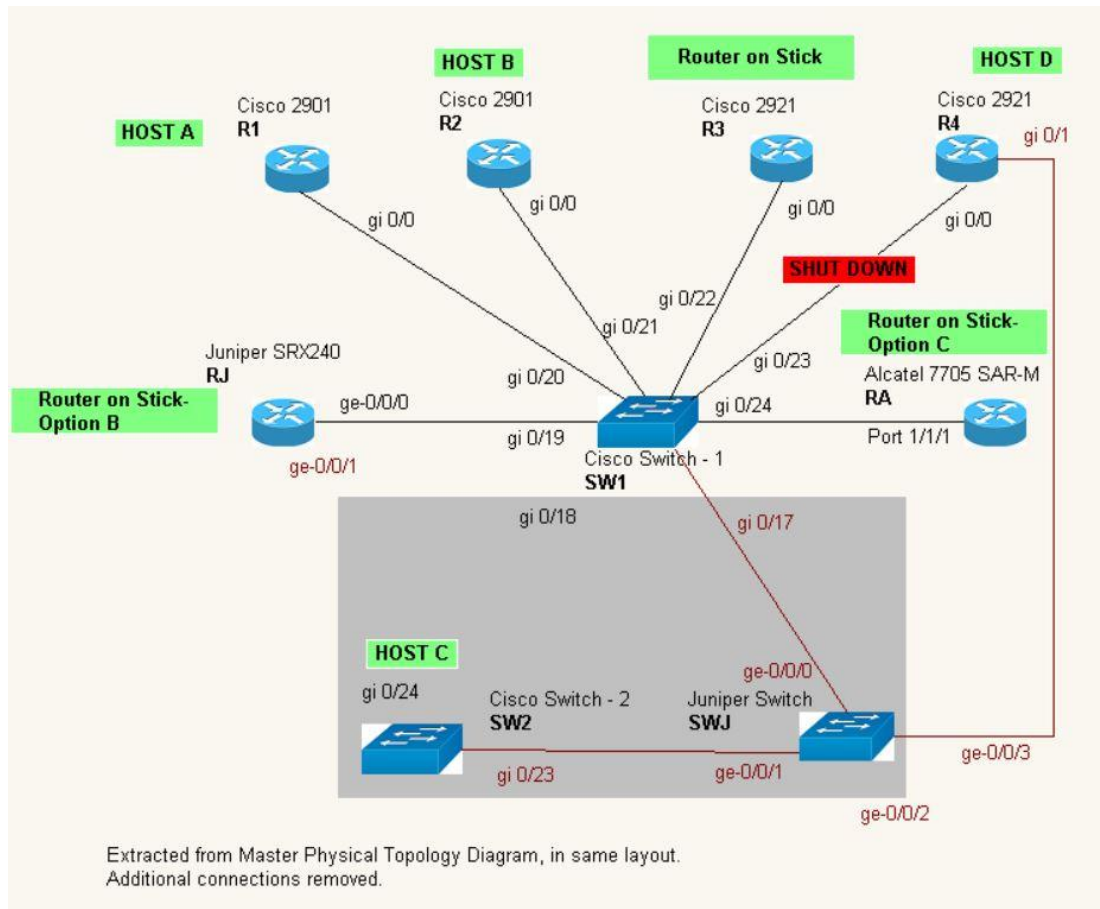 HOST B
Router on Stick
HOST D
Cisco 2901
R1
Cisco 2901
R2
Cisco 2921
R3
Cisco 2921
R4
gi 0/1
HOST A
gi 0/0
gi 0/0
gi 0/0
gi 0/0
SHUT DOWN
gi 0/22
gi 0/21
Router on Stick-
Option C
Juniper SRX240
RJ
gi 0/20
gi 0/23
Alcatel 7705 SAR-M
RA
Router on Stick-
Option B
ge-0/0/0
gi 0/24
gi 0/19
Port 1/1/1
ge-0/0/1
Cisco Switch - 1
SW1
gi 0/18
gi 0/17
HOST C
ge-0/0/0
gi 0/24
Cisco Switch - 2
SW2
Juniper Switch
SWJ
gi 0/23
ge-0/0/1
ge-0/0/3
ge-0/0/2
Extracted from Master Physical Topology Diagram, in same layout.
Additional connections removed.